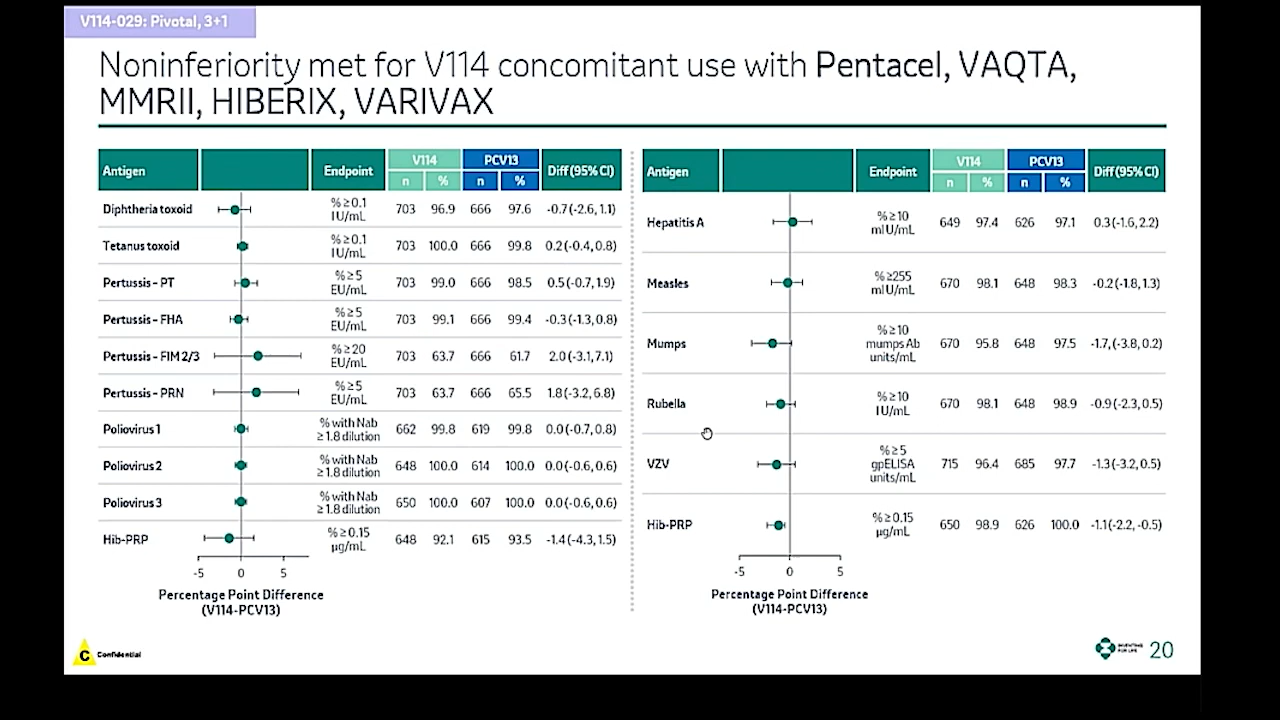 V114-029: Pivotal, 3+1
Noninferiority met for V114 concomitant use with Pentacel, VAQTA,
MMRII, HIBERIX, VARIVAX
Antigen Endpoint V114 PCV13 Diff (95% CI)
n % n %
Diphtheria toxoid % ≥ 0.1 IU/mL 703 96.9 666 97.6 -0.7 (-2.6, 1.1)
Tetanus toxoid % ≥ 0.1 IU/mL 703 100.0 666 99.8 0.2 (-0.4, 0.8)
Pertussis - PT % ≥ 5 EU/mL 703 99.0 666 98.5 0.5 (-0.7, 1.9)
Pertussis - FHA % ≥ 5 EU/mL 703 99.1 666 99.4 -0.3 (-1.3, 0.8)
Pertussis - FIM 2/3 % ≥ 20 EU/mL 703 63.7 666 61.7 2.0 (-3.1, 7.1)
Pertussis - PRN % ≥ 5 EU/mL 703 63.7 666 65.5 1.8 (-3.2, 6.8)
Poliovirus 1 % with Nab ≥ 1.8 dilution 662 99.8 619 99.8 0.0 (-0.7, 0.8)
Poliovirus 2 % with Nab ≥ 1.8 dilution 648 100.0 614 100.0 0.0 (-0.6, 0.6)
Poliovirus 3 % with Nab ≥ 1.8 dilution 650 100.0 607 100.0 0.0 (-0.6, 0.6)
Hib-PRP % ≥ 0.15 µg/mL 648 92.1 615 93.5 -1.4 (-4.3, 1.5)
-5 0 5
Percentage Point Difference
(V114-PCV13)
Antigen Endpoint V114 PCV13 Diff (95% CI)
n % n %
Hepatitis A % ≥ 10 mIU/mL 649 97.4 626 97.1 0.3 (-1.6, 2.2)
Measles % ≥255 mIU/mL 670 98.1 648 98.3 -0.2 (-1.8, 1.3)
Mumps % ≥ 10 mumps Ab units/mL 670 95.8 648 97.5 -1.7, (-3.8, 0.2)
Rubella % ≥ 10 IU/mL 670 98.1 648 98.9 -0.9 (-2.3, 0.5)
VZV % ≥ 5 gpELISA units/mL 715 96.4 685 97.7 -1.3 (-3.2, 0.5)
Hib-PRP % ≥ 0.15 µg/mL 650 98.9 626 100.0 -1.1 (-2.2, -0.5)
-5 0 5
Percentage Point Difference
(V114-PCV13)
C Confidential
INVENTING
FOR LIFE
20